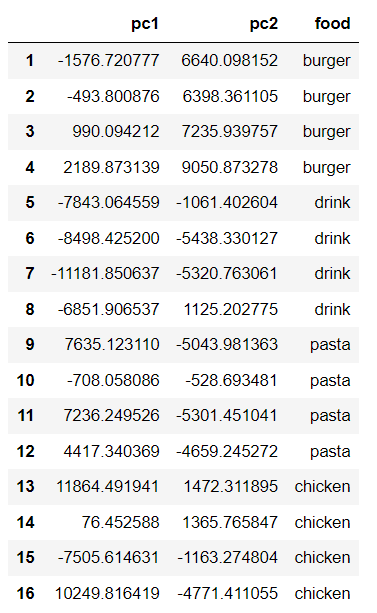 pc1 pc2 food
1 -1576.720777 6640.098152 burger
2 -493.800876 6398.361105 burger
3 990.094212 7235.939757 burger
4 2189.873139 9050.873278 burger
5 -7843.064559 -1061.402604 drink
6 -8498.425200 -5438.330127 drink
7 -11181.850637 -5320.763061 drink
8 -6851.906537 1125.202775 drink
9 7635.123110 -5043.981363 pasta
10 -708.058086 -528.693481 pasta
11 7236.249526 -5301.451041 pasta
12 4417.340369 -4659.245272 pasta
13 11864.491941 1472.311895 chicken
14 76.452588 1365.765847 chicken
15 -7505.614631 -1163.274804 chicken
16 10249.816419 -4771.411055 chicken